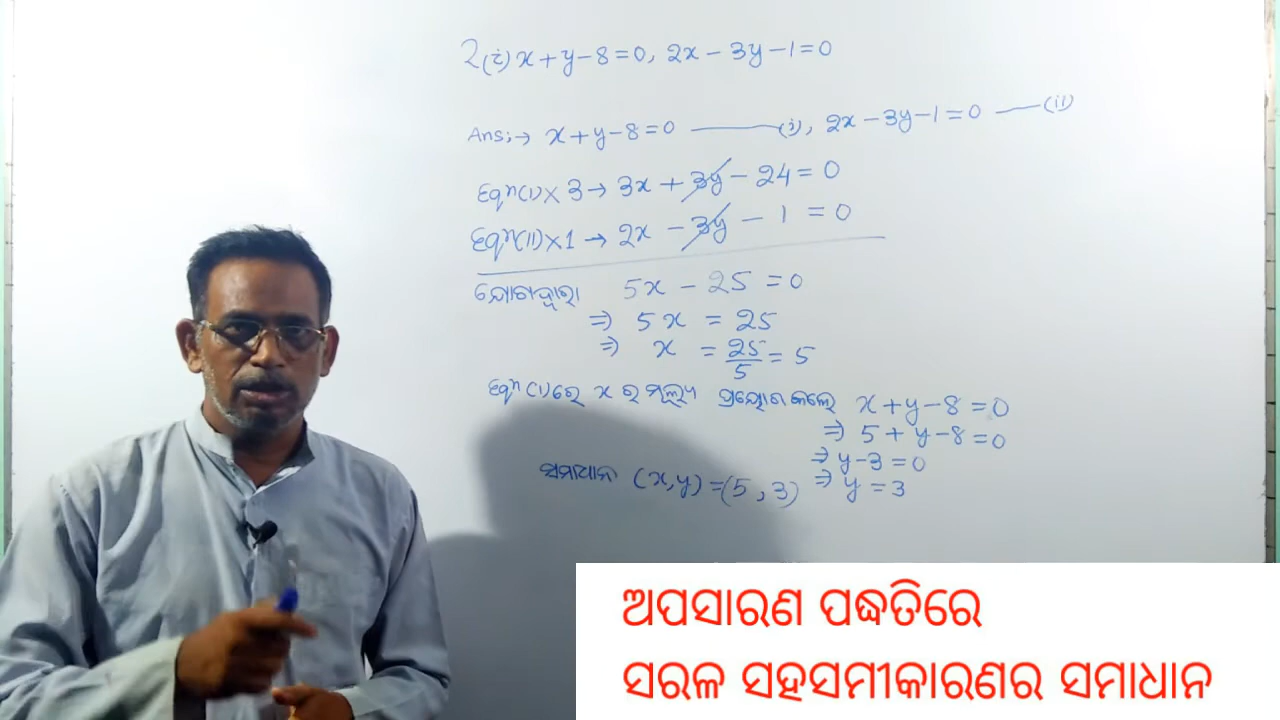 2(i) x+y-8=0, 2x-3y-1=0
Ans:→ x+y-8=0 —(i), 2x-3y-1=0 —(ii)
Eqn(i)×3→ 3x+3y-24=0
Eqn(ii)×1→ 2x-3y-1=0
ଯୋଗଦ୍ୱାରା 5x-25=0
⇒ 5x = 25
⇒ x = 25/5 = 5
Eqn(i)ରେ x ର ମୂଲ୍ୟ ପ୍ରୟୋଗ କଲେ x+y-8=0
⇒ 5+y-8=0
⇒ y-3=0
⇒ y=3
ସମାଧାନ (x,y)=(5,3)
ଅପସାରଣ ପଦ୍ଧତିରେ
ସରଳ ସହସମୀକାରଣର ସମାଧାନ